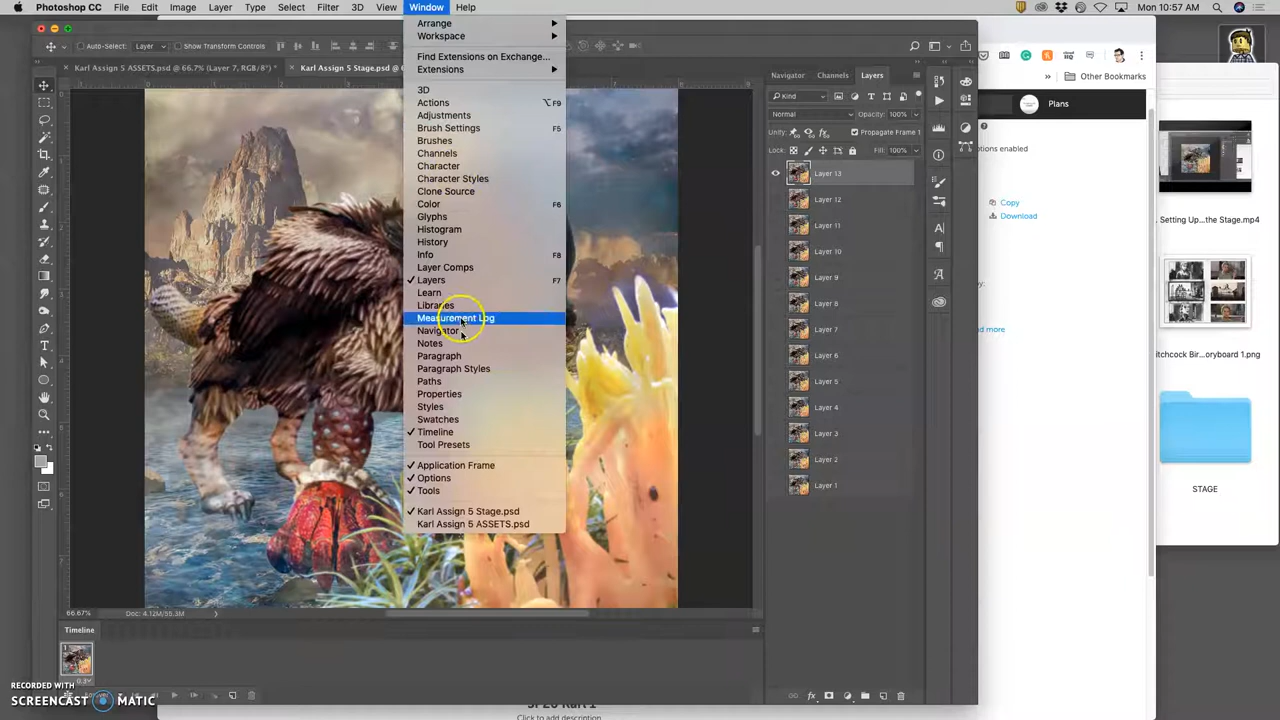 Photoshop CC File Edit Image Layer Type Select Filter 3D View Window Help
Mon 10:57 AM
Auto-Select: Layer Show Transform Controls
Karl Assign 5 ASSETS.psd @ 66.7% (Layer 7, RGB/8*) *
Karl Assign 5 Stage.psd @
Arrange
Workspace
Find Extensions on Exchange...
Extensions
3D
Actions ⌥F9
Adjustments
Brush Settings F5
Brushes
Channels
Character
Character Styles
Clone Source
Color F6
Glyphs
Histogram
History
Info F8
Layer Comps
Layers F7
Learn
Libraries
Measurement Log
Navigator
Notes
Paragraph
Paragraph Styles
Paths
Properties
Styles
Swatches
Timeline
Tool Presets
Application Frame
Options
Tools
Karl Assign 5 Stage.psd
Karl Assign 5 ASSETS.psd
66.67% Doc: 4.12M/55.3M
Timeline
1
Navigator Channels Layers
Kind
Normal Opacity: 100%
Unify: Propagate Frame 1
Lock: Fill: 100%
Layer 13
Layer 12
Layer 11
Layer 10
Layer 9
Layer 8
Layer 7
Layer 6
Layer 5
Layer 4
Layer 3
Layer 2
Layer 1
Other Bookmarks
Plans
ptions enabled
Copy
Download
ad more
. Setting Up...the Stage.mp4
itchcock Bir...oryboard 1.png
STAGE
Click to add description
RECORDED WITH
SCREENCAST MATIC